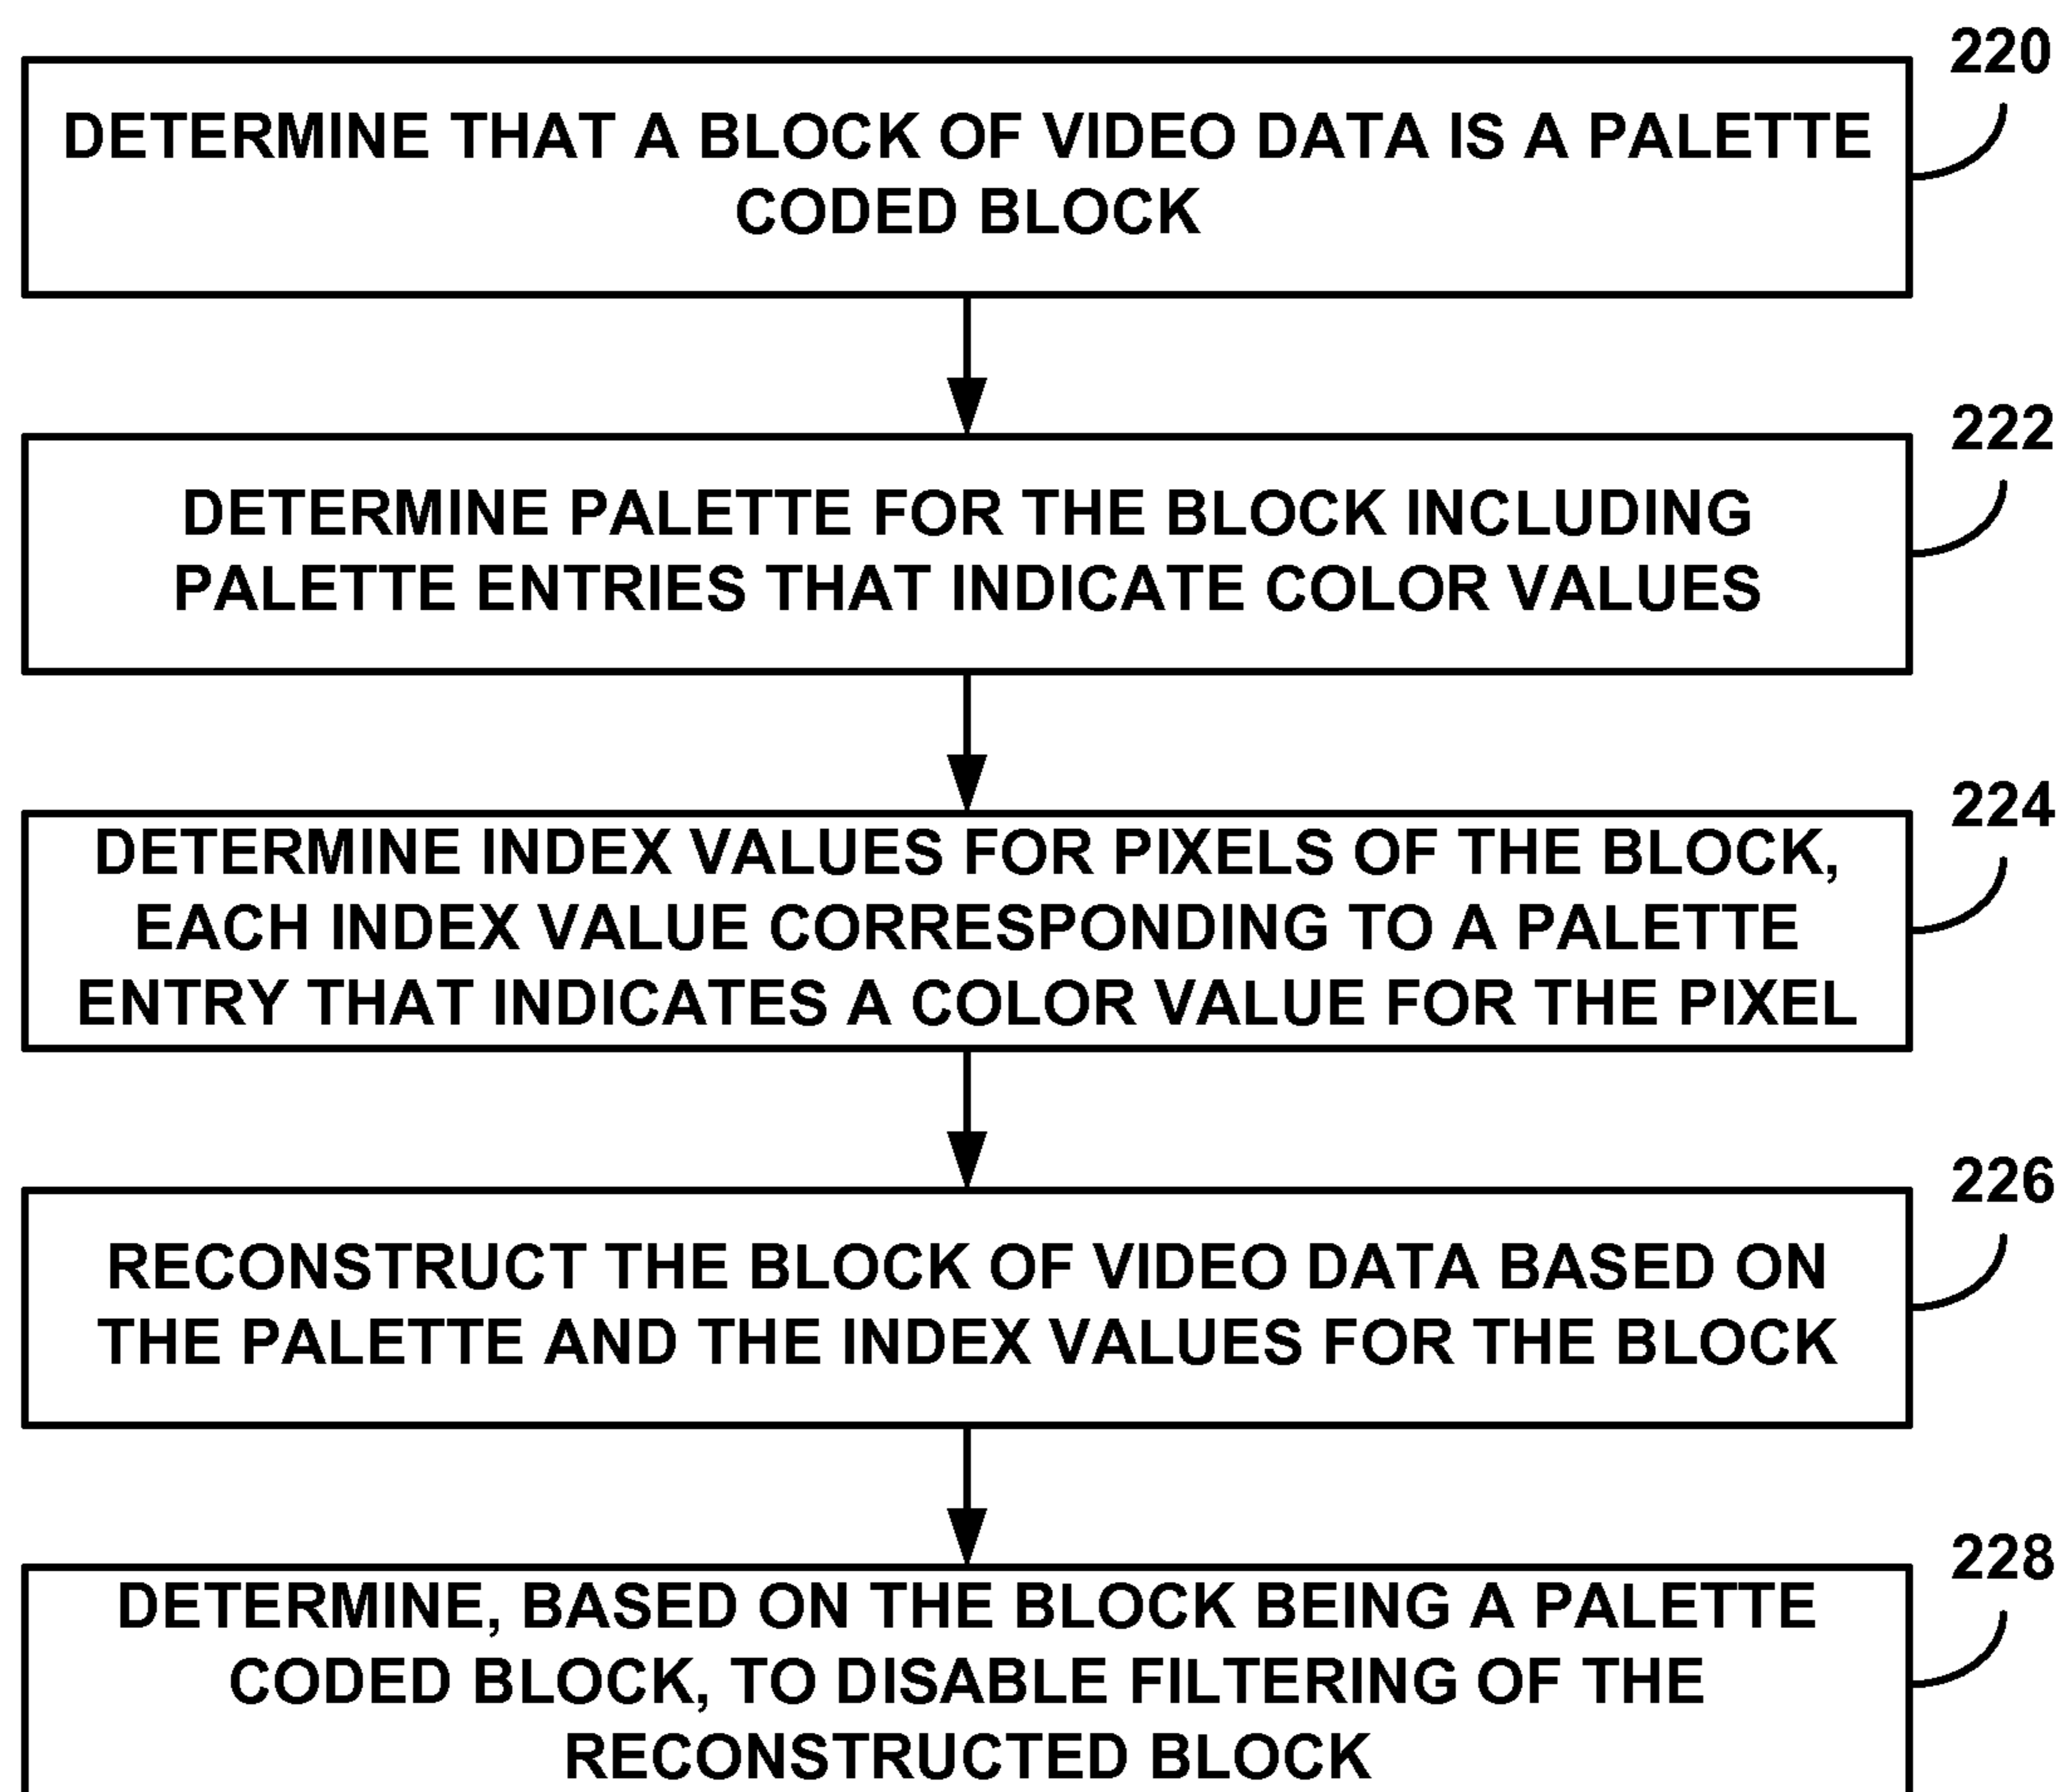 220
DETERMINE THAT A BLOCK OF VIDEO DATA IS A PALETTE
CODED BLOCK
222
DETERMINE PALETTE FOR THE BLOCK INCLUDING
PALETTE ENTRIES THAT INDICATE COLOR VALUES
224
DETERMINE INDEX VALUES FOR PIXELS OF THE BLOCK,
EACH INDEX VALUE CORRESPONDING TO A PALETTE
ENTRY THAT INDICATES A COLOR VALUE FOR THE PIXEL
226
RECONSTRUCT THE BLOCK OF VIDEO DATA BASED ON
THE PALETTE AND THE INDEX VALUES FOR THE BLOCK
228
DETERMINE, BASED ON THE BLOCK BEING A PALETTE
CODED BLOCK, TO DISABLE FILTERING OF THE
RECONSTRUCTED BLOCK